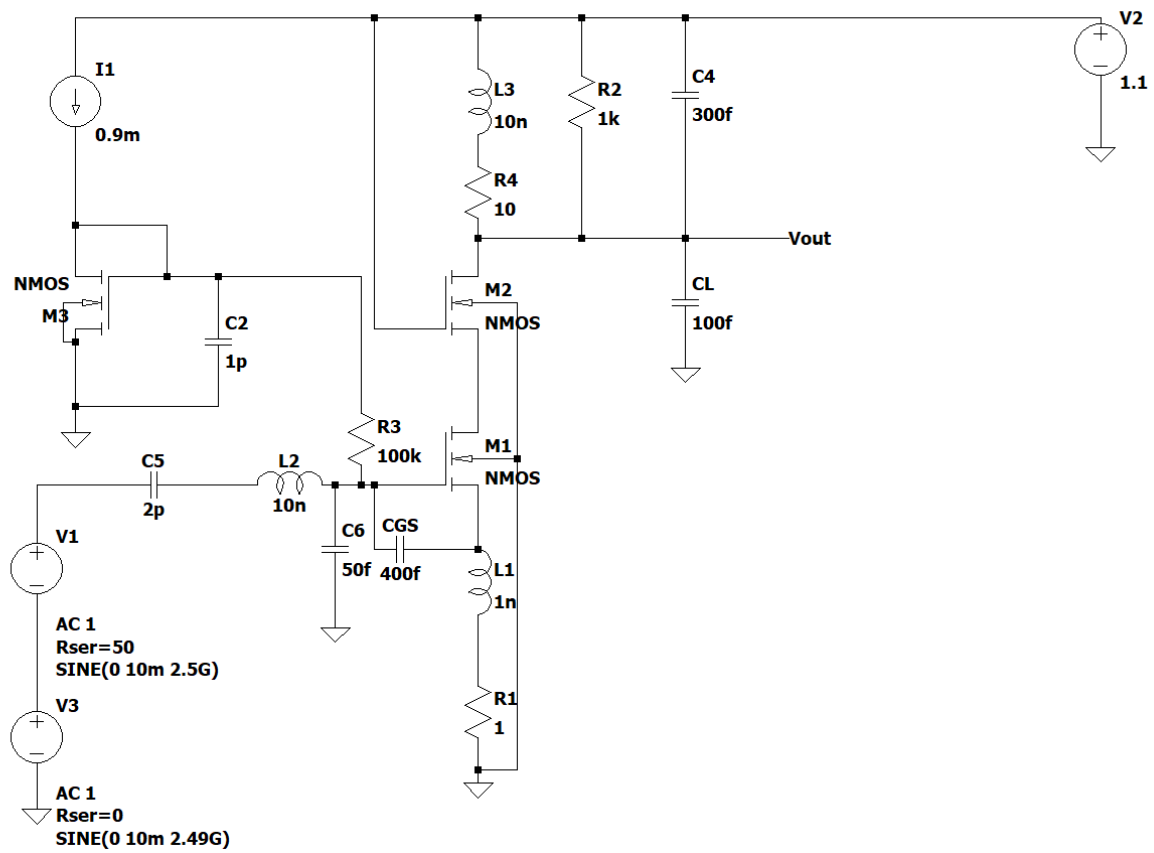 V2
1.1
I1
0.9m
L3
10n
R2
1k
C4
300f
R4
10
Vout
NMOS
M3
C2
1p
M2
NMOS
CL
100f
R3
100k
M1
NMOS
C5
2p
L2
10n
C6
50f
CGS
400f
L1
1n
V1
AC 1
Rser=50
SINE(0 10m 2.5G)
R1
1
V3
AC 1
Rser=0
SINE(0 10m 2.49G)